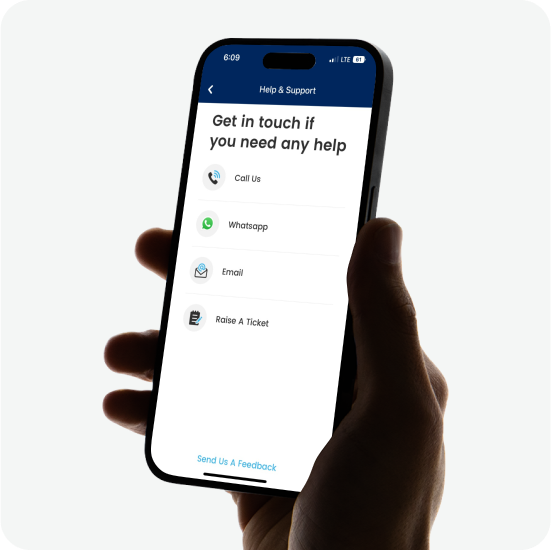 6:09
LTE 61
Help & Support
Get in touch if
you need any help
Call Us
Whatsapp
Email
Raise A Ticket
Send Us A Feedback